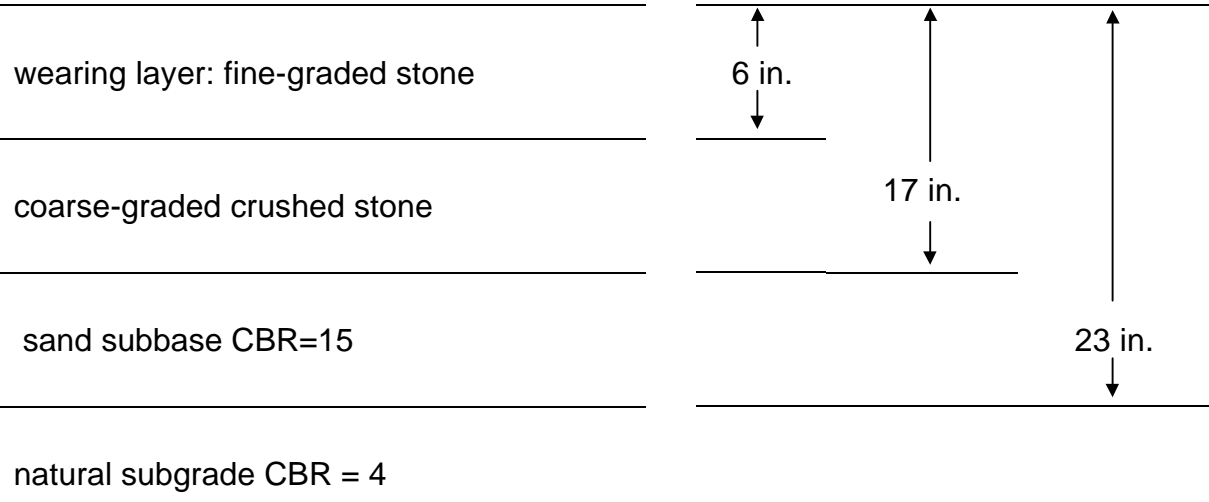 wearing layer: fine-graded stone
6 in.
coarse-graded crushed stone
17 in.
sand subbase CBR=15
23 in.
natural subgrade CBR = 4